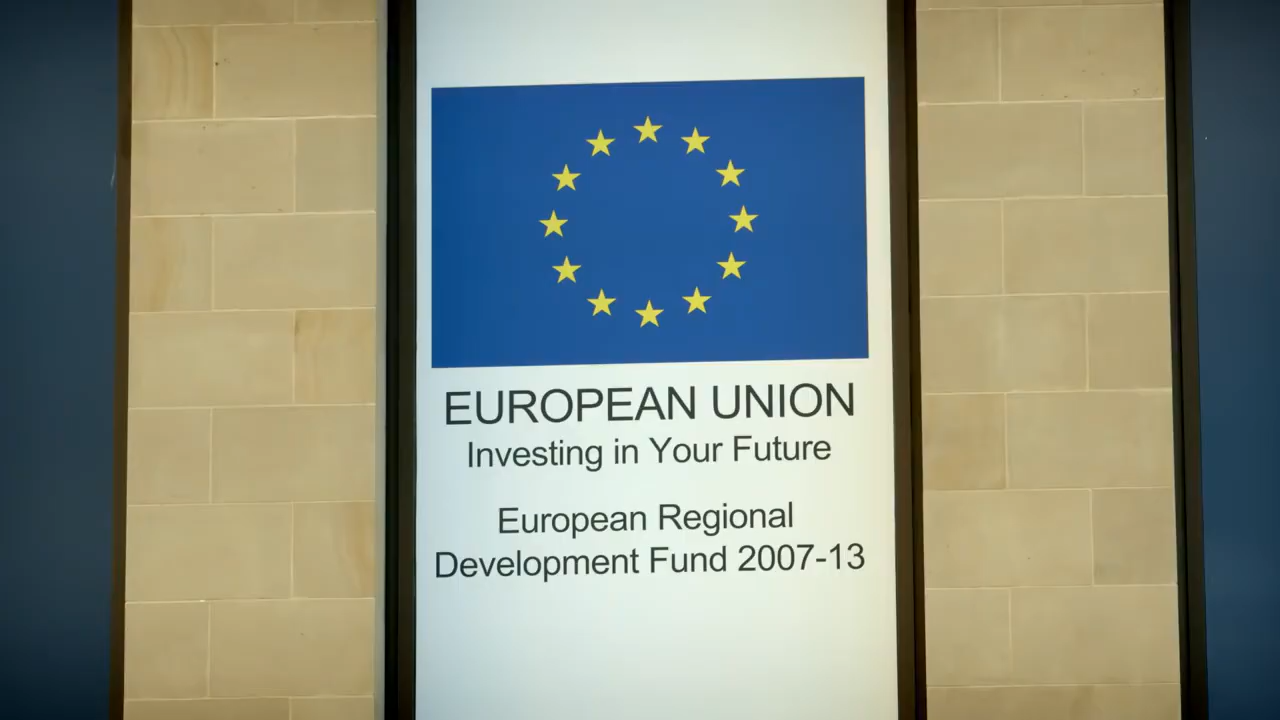 EUROPEAN UNION
Investing in Your Future
European Regional
Development Fund 2007-13